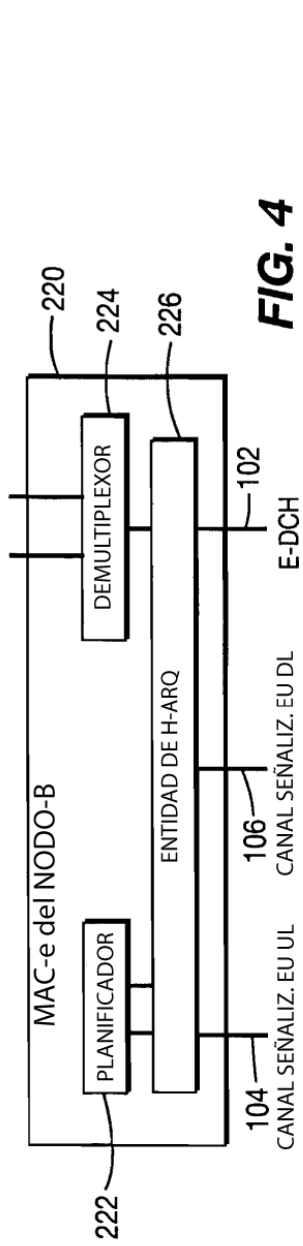 MAC-e del NODO-B
220
222
PLANIFICADOR
DEMULTIPLEXOR
224
ENTIDAD DE H-ARQ
226
104
106
102
CANAL SEÑALIZ. EU UL
CANAL SEÑALIZ. EU DL
E-DCH
FIG. 4